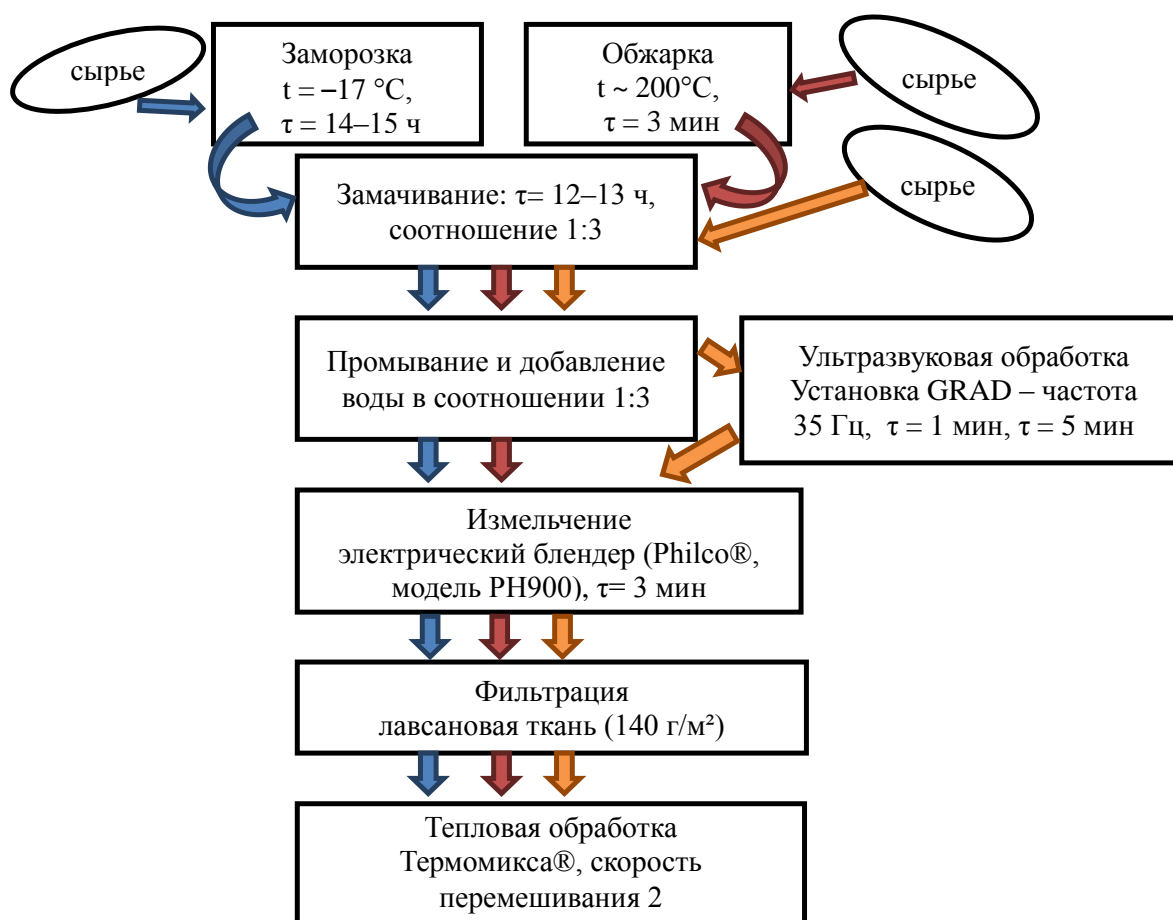 сырье
Заморозка
t = –17 °C,
τ = 14–15 ч
Обжарка
t ~ 200°C,
τ = 3 мин
сырье
сырье
Замачивание: τ= 12–13 ч,
соотношение 1:3
Промывание и добавление
воды в соотношении 1:3
Ультразвуковая обработка
Установка GRAD – частота
35 Гц, τ = 1 мин, τ = 5 мин
Измельчение
электрический блендер (Philco®,
модель PH900), τ= 3 мин
Фильтрация
лавсановая ткань (140 г/м²)
Тепловая обработка
Термомикса®, скорость
перемешивания 2